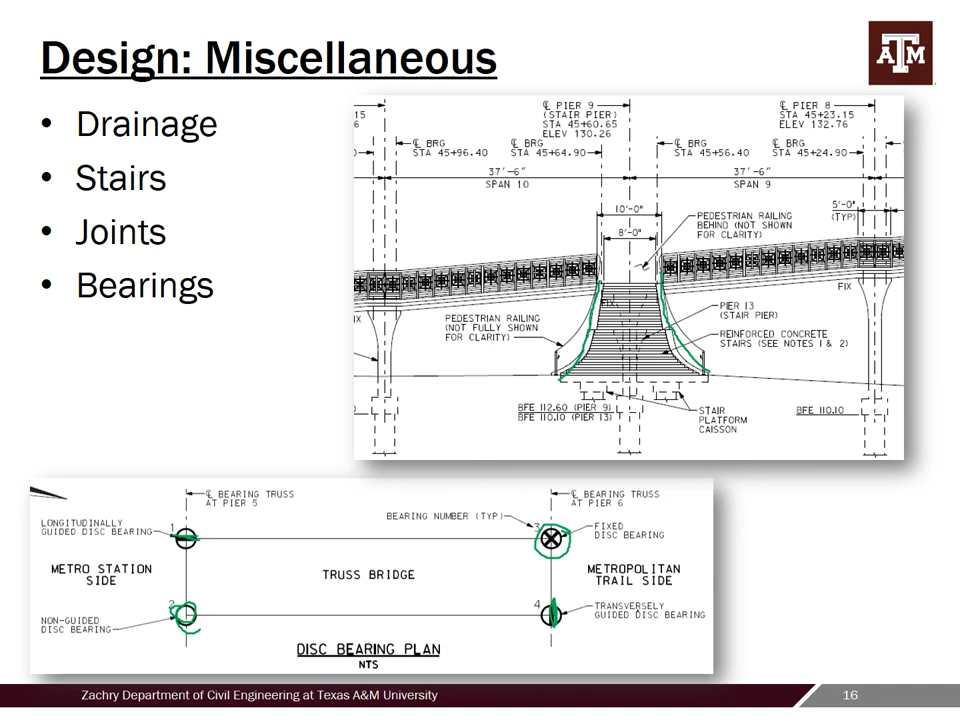 Design: Miscellaneous
ATM
• Drainage
• Stairs
• Joints
• Bearings
℄ PIER 9
(STAIR PIER)
STA 45+60.65
ELEV 130.26
℄ PIER 8
STA 45+23.15
ELEV 132.76
.15
6
℄ BRG
STA 45+96.40
℄ BRG
STA 45+64.90
℄ BRG
STA 45+56.40
℄ BRG
STA 45+24.90
37'-6"
SPAN 10
37'-6"
SPAN 9
10'-0"
8'-0"
5'-0"
(TYP)
PEDESTRIAN RAILING
BEHIND (NOT SHOWN
FOR CLARITY)
FIX
FIX
IX
PEDESTRIAN RAILING
(NOT FULLY SHOWN
FOR CLARITY)
PIER 13
(STAIR PIER)
REINFORCED CONCRETE
STAIRS (SEE NOTES 1 & 2)
BFE 112.60 (PIER 9)
BFE 110.10 (PIER 13)
STAIR
PLATFORM
CAISSON
BFE 110.10
℄ BEARING TRUSS
AT PIER 5
℄ BEARING TRUSS
AT PIER 6
LONGITUDINALLY
GUIDED DISC BEARING
1
BEARING NUMBER (TYP)
3
FIXED
DISC BEARING
METRO STATION
SIDE
TRUSS BRIDGE
METROPOLITAN
TRAIL SIDE
2
NON-GUIDED
DISC BEARING
4
TRANSVERSELY
GUIDED DISC BEARING
DISC BEARING PLAN
NTS
Zachry Department of Civil Engineering at Texas A&M University
16